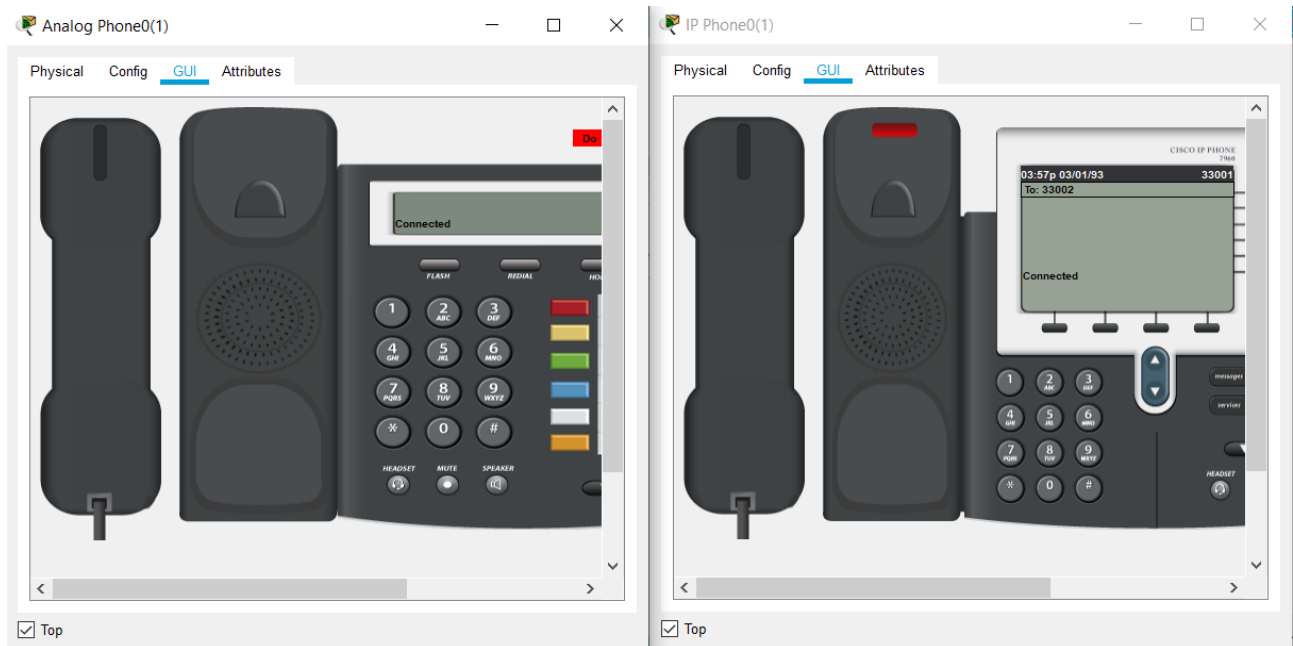 Analog Phone0(1)
Physical Config GUI Attributes
Do
Connected
FLASH REDIAL HO
1 2 ABC 3 DEF
4 GHI 5 JKL 6 MNO
7 PQRS 8 TUV 9 WXYZ
* 0 #
HEADSET MUTE SPEAKER
Top
IP Phone0(1)
Physical Config GUI Attributes
CISCO IP PHONE
7960
03:57p 03/01/93 33001
To: 33002
Connected
1 2 ABC 3 DEF
4 GHI 5 JKL 6 MNO
7 PQRS 8 TUV 9 WXYZ
* 0 #
messages
services
HEADSET
Top